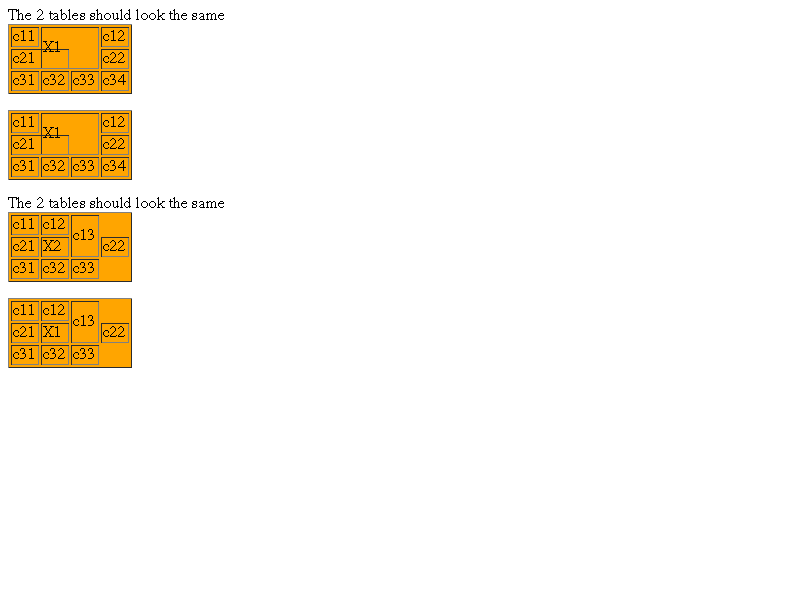 The 2 tables should look the same
c11 X1 c12
c21 c22
c31 c32 c33 c34
c11 X1 c12
c21 c22
c31 c32 c33 c34
The 2 tables should look the same
c11 c12 c13
c21 X2 c22
c31 c32 c33
c11 c12 c13
c21 X1 c22
c31 c32 c33